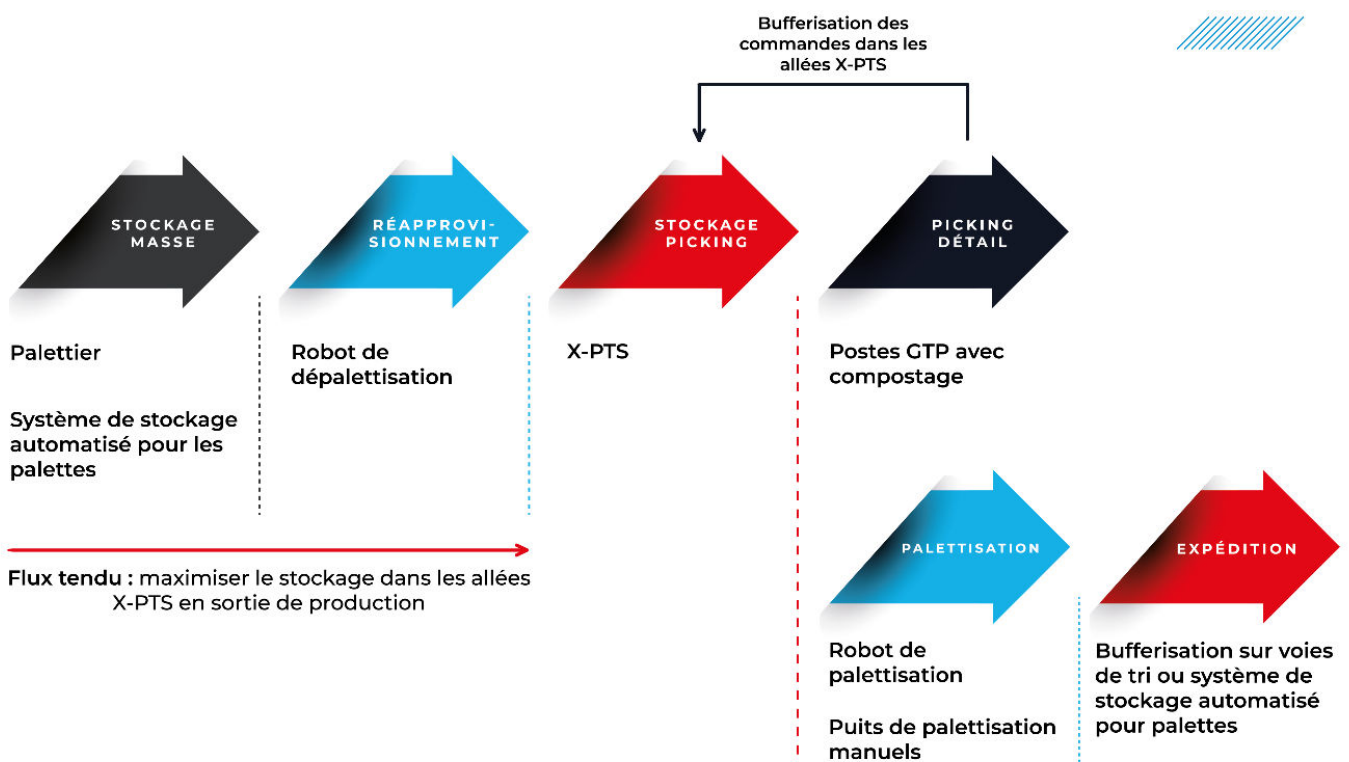 Bufferisation des
commandes dans les
allées X-PTS
STOCKAGE
MASSE
RÉAPPROVI-
SIONNEMENT
STOCKAGE
PICKING
PICKING
DÉTAIL
Palettier
Système de stockage
automatisé pour les
palettes
Robot de
dépalettisation
X-PTS
Postes GTP avec
compostage
Flux tendu : maximiser le stockage dans les allées
X-PTS en sortie de production
PALETTISATION
EXPÉDITION
Robot de
palettisation
Puits de palettisation
manuels
Bufferisation sur voies
de tri ou système de
stockage automatisé
pour palettes